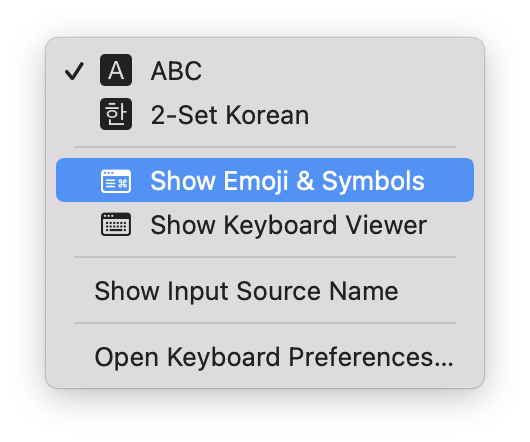 A ABC
한 2-Set Korean
Show Emoji & Symbols
Show Keyboard Viewer
Show Input Source Name
Open Keyboard Preferences...